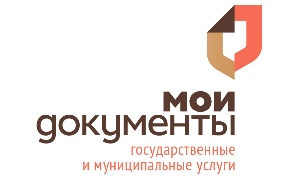 мои
документы
государственные
и муниципальные услуги